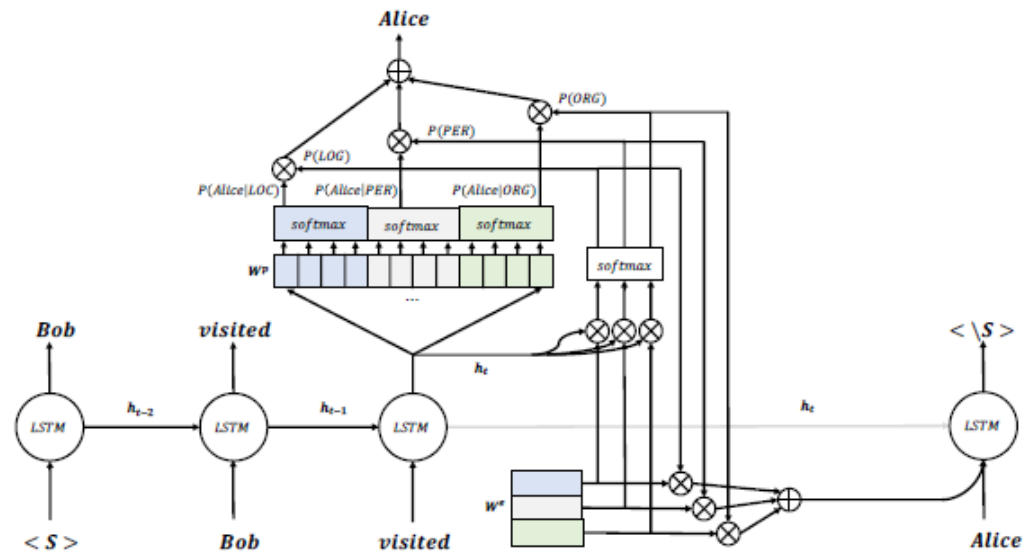 Alice
P(ORG)
P(PER)
P(LOG)
P(Alice|LOC) P(Alice|PER) P(Alice|ORG)
softmax softmax softmax
W^p
softmax
...
Bob visited <\S>
h_t
h_{t-2} h_{t-1} h_t
LSTM LSTM LSTM LSTM
W^e
<S> Bob visited Alice